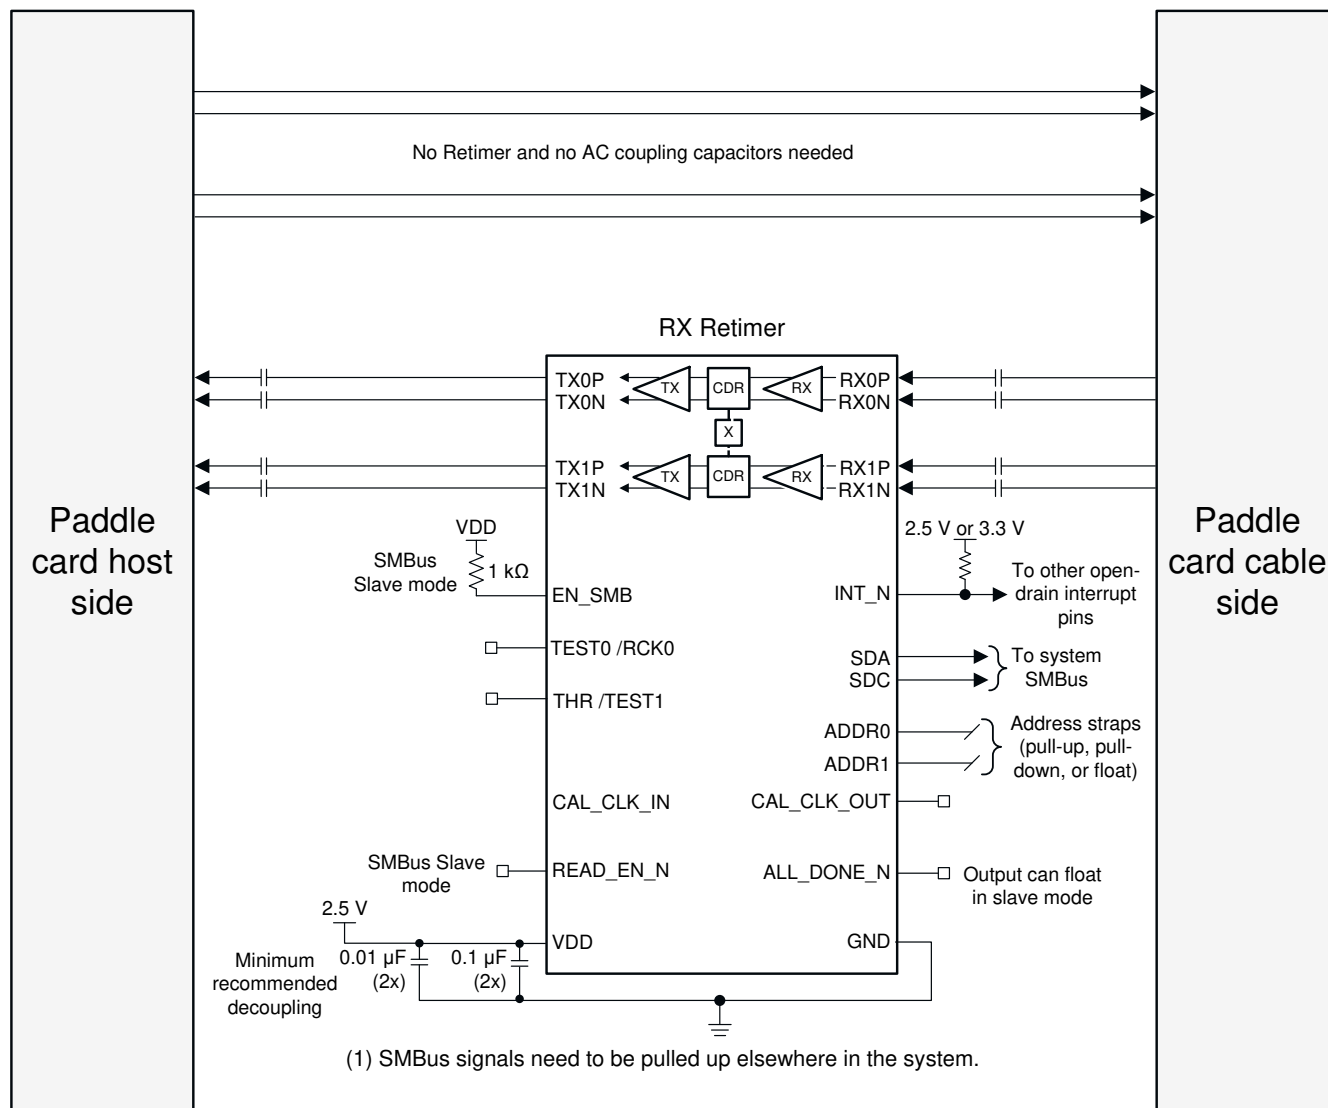 No Retimer and no AC coupling capacitors needed
RX Retimer
TX0P
TX0N
TX
CDR
RX
RX0P
RX0N
X
TX1P
TX1N
TX
CDR
RX
RX1P
RX1N
Paddle
card host
side
Paddle
card cable
side
VDD
SMBus
Slave mode
1 kΩ
EN_SMB
2.5 V or 3.3 V
INT_N
To other open-
drain interrupt
pins
TEST0 /RCK0
SDA
SDC
To system
SMBus
THR /TEST1
ADDR0
ADDR1
Address straps
(pull-up, pull-
down, or float)
CAL_CLK_IN
CAL_CLK_OUT
SMBus Slave
mode
READ_EN_N
ALL_DONE_N
Output can float
in slave mode
2.5 V
VDD
GND
Minimum
recommended
decoupling
0.01 µF
(2x)
0.1 µF
(2x)
(1) SMBus signals need to be pulled up elsewhere in the system.